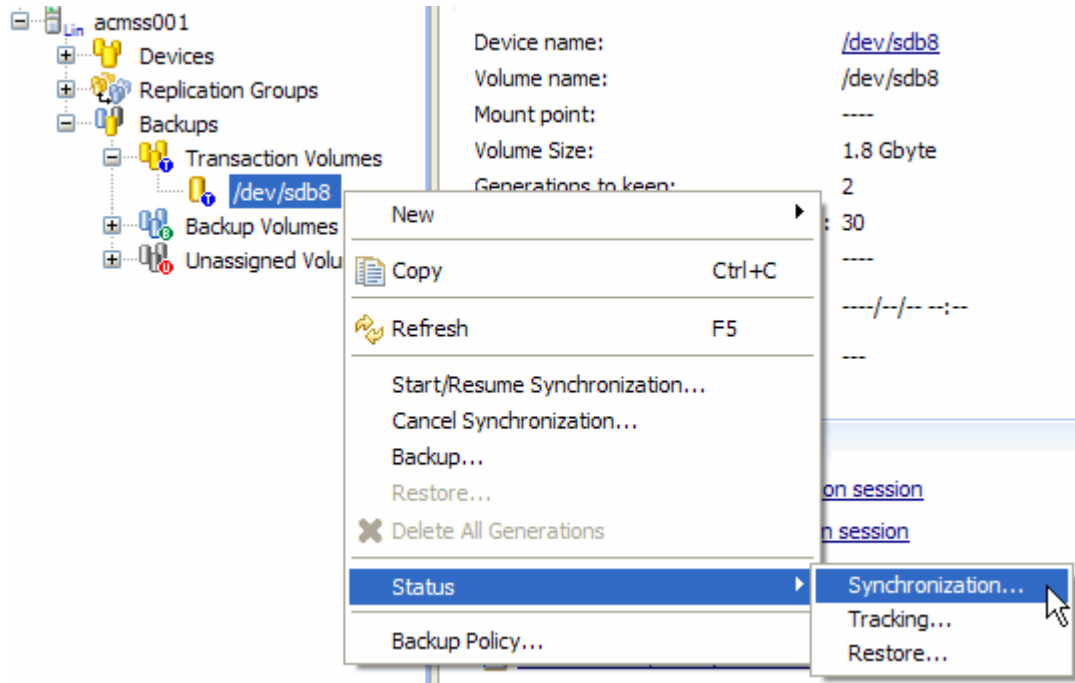 Lin acmss001
Devices
Replication Groups
Backups
Transaction Volumes
/dev/sdb8
Backup Volumes
Unassigned Volu
Device name: /dev/sdb8
Volume name: /dev/sdb8
Mount point: ----
Volume Size: 1.8 Gbyte
Generations to keep: 2
: 30
----
----/--/-- --:--
---
on session
n session
New
Copy Ctrl+C
Refresh F5
Start/Resume Synchronization...
Cancel Synchronization...
Backup...
Restore...
Delete All Generations
Status
Backup Policy...
Synchronization...
Tracking...
Restore...